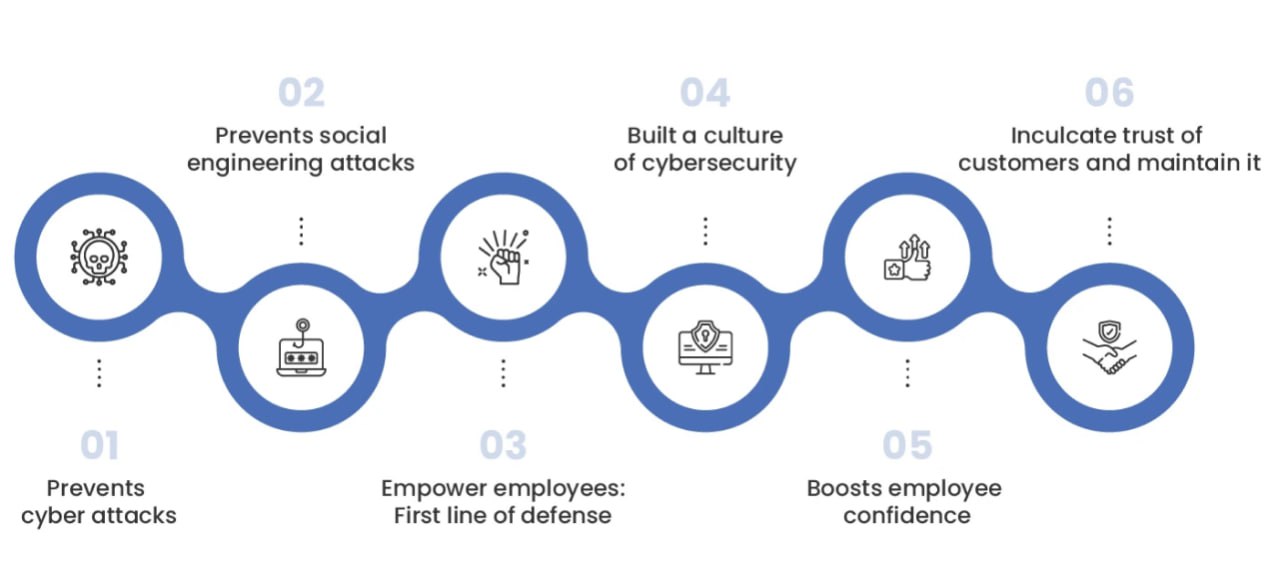 01
Prevents
cyber attacks
02
Prevents social
engineering attacks
03
Empower employees:
First line of defense
04
Built a culture
of cybersecurity
05
Boosts employee
confidence
06
Inculcate trust of
customers and maintain it